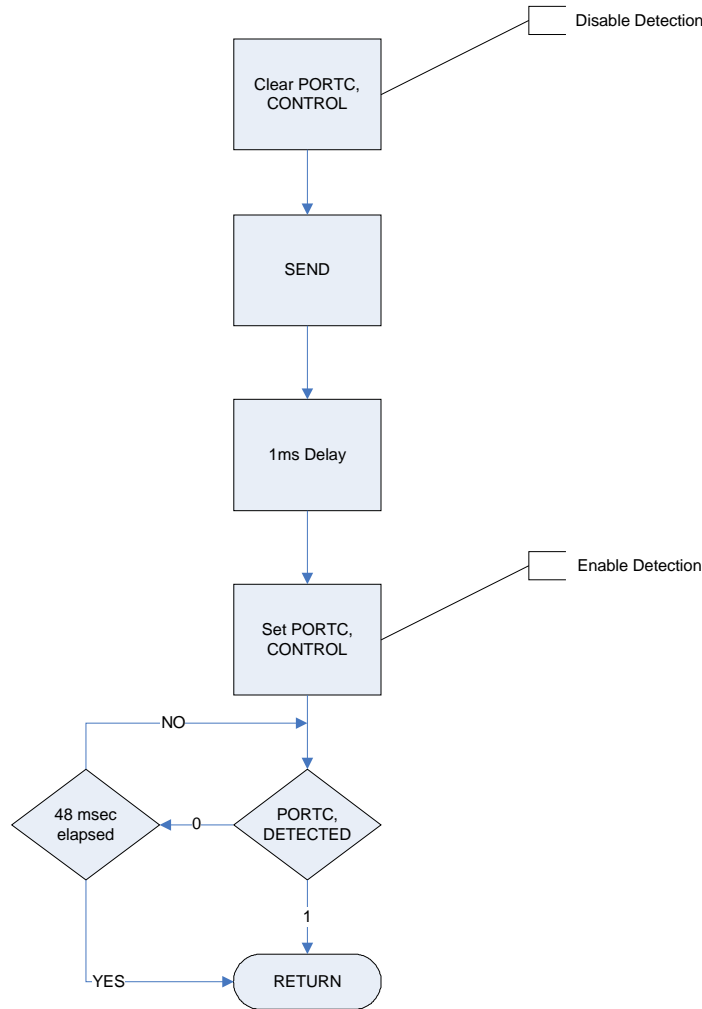 Disable Detection
Clear PORTC,
CONTROL
SEND
1ms Delay
Enable Detection
Set PORTC,
CONTROL
NO
48 msec
elapsed
0
PORTC,
DETECTED
1
YES
RETURN